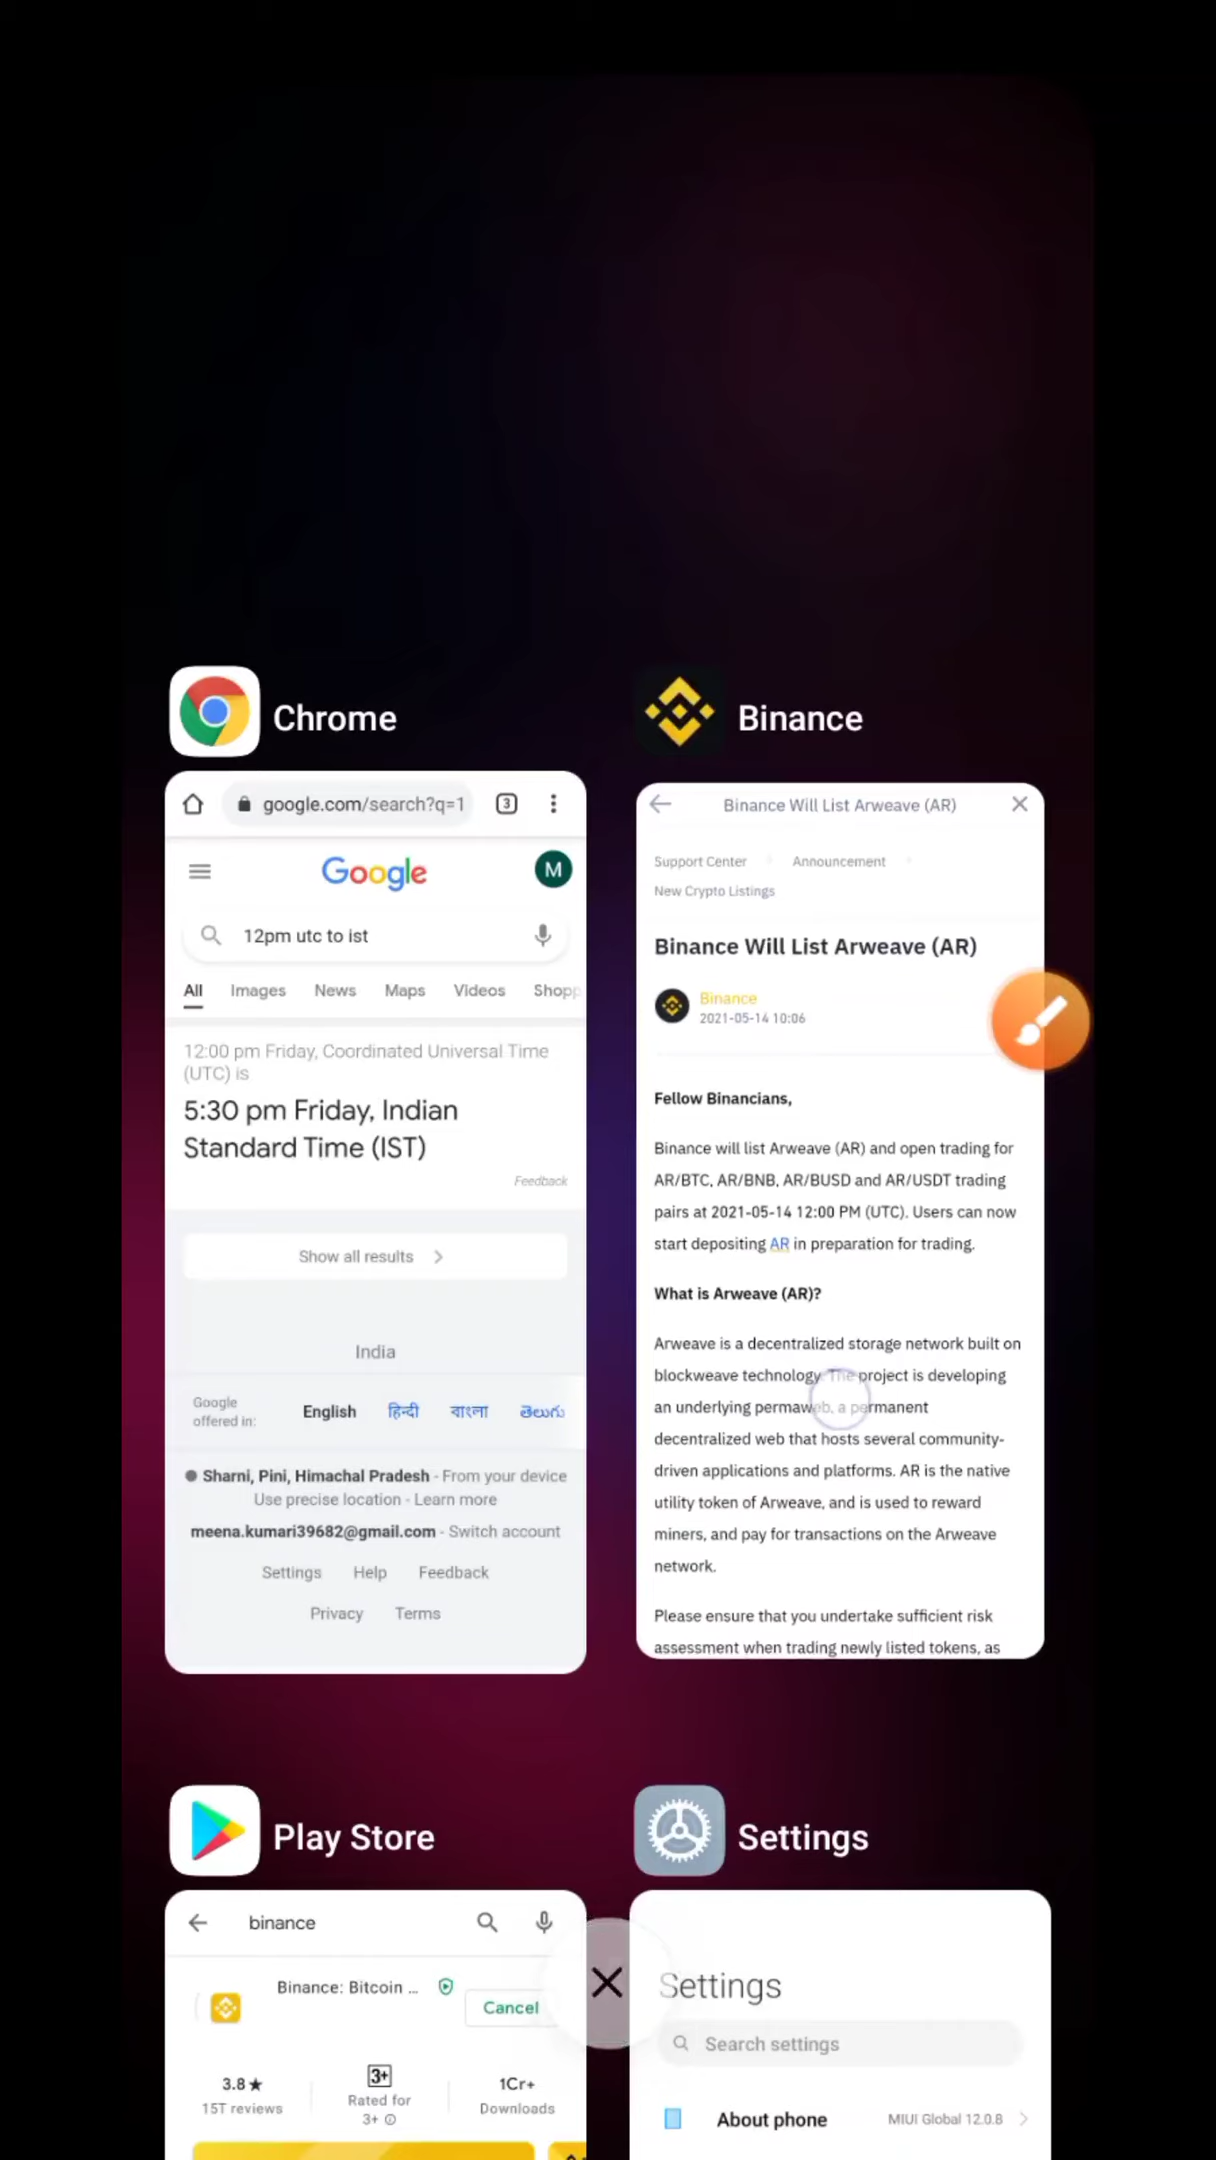 Chrome
google.com/search?q=1
3
Google
M
12pm utc to ist
All Images News Maps Videos Shopp
12:00 pm Friday, Coordinated Universal Time
(UTC) is
5:30 pm Friday, Indian
Standard Time (IST)
Feedback
Show all results
India
Google
offered in:
English हिन्दी বাংলা తెలుగు
Sharni, Pini, Himachal Pradesh - From your device
Use precise location - Learn more
meena.kumari39682@gmail.com - Switch account
Settings Help Feedback
Privacy Terms
Binance
Binance Will List Arweave (AR)
Support Center Announcement
New Crypto Listings
Binance Will List Arweave (AR)
Binance
2021-05-14 10:06
Fellow Binancians,
Binance will list Arweave (AR) and open trading for
AR/BTC, AR/BNB, AR/BUSD and AR/USDT trading
pairs at 2021-05-14 12:00 PM (UTC). Users can now
start depositing AR in preparation for trading.
What is Arweave (AR)?
Arweave is a decentralized storage network built on
blockweave technology. The project is developing
an underlying permaweb, a permanent
decentralized web that hosts several community-
driven applications and platforms. AR is the native
utility token of Arweave, and is used to reward
miners, and pay for transactions on the Arweave
network.
Please ensure that you undertake sufficient risk
assessment when trading newly listed tokens, as
Play Store
binance
Binance: Bitcoin ...
Cancel
3.8★
15T reviews
3+
Rated for
3+
1Cr+
Downloads
Settings
Settings
Search settings
About phone MIUI Global 12.0.8